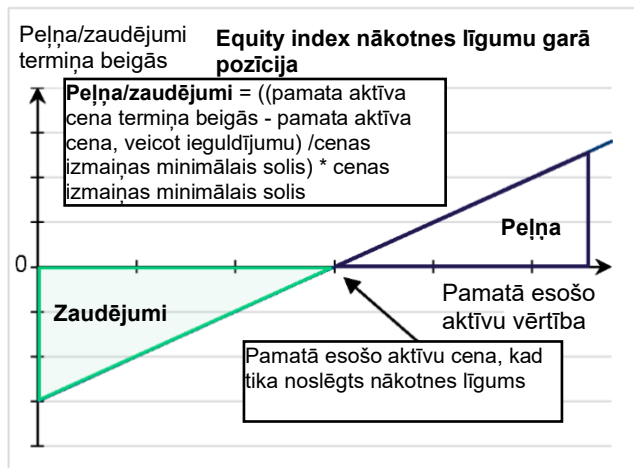 Peļņa/zaudējumi
termiņa beigās
Equity index nākotnes līgumu garā
pozīcija
Peļņa/zaudējumi = ((pamata aktīva
cena termiņa beigās - pamata aktīva
cena, veicot ieguldījumu) /cenas
izmaiņas minimālais solis) * cenas
izmaiņas minimālais solis
Peļņa
0
Zaudējumi
Pamatā esošo
aktīvu vērtība
Pamatā esošo aktīvu cena, kad
tika noslēgts nākotnes līgums